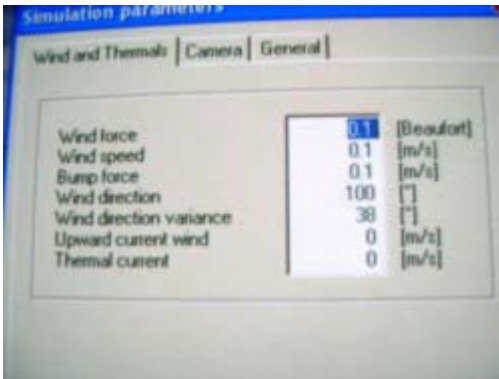 Simulation parameters
Wind and Thermals Camera General
Wind force 0.1 [Beaufort]
Wind speed 0.1 [m/s]
Bump force 0.1 [m/s]
Wind direction 100 [°]
Wind direction variance 38 [°]
Upward current wind 0 [m/s]
Thermal current 0 [m/s]